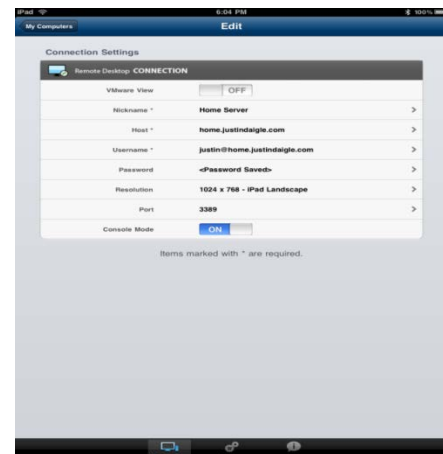 iPad 6:04 PM 100%
My Computers Edit
Connection Settings
Remote Desktop CONNECTION
VMware View OFF
Nickname * Home Server
Host * home.justindaigle.com
Username * justin@home.justindaigle.com
Password <Password Saved>
Resolution 1024 x 768 - iPad Landscape
Port 3389
Console Mode ON
Items marked with * are required.